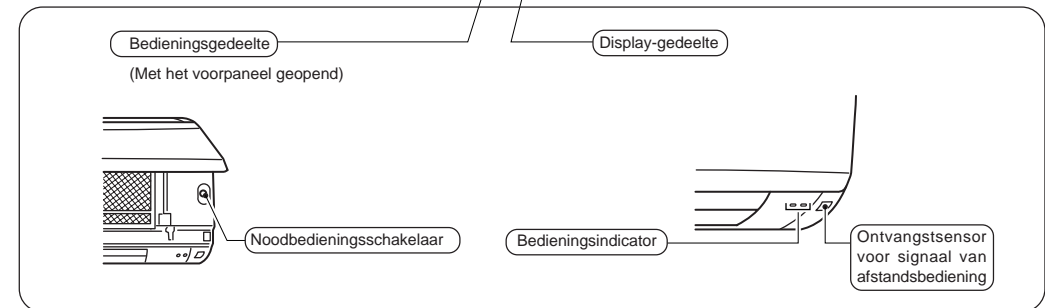 Bedieningsgedeelte
(Met het voorpaneel geopend)
Noodbedieningsschakelaar
Display-gedeelte
Bedieningsindicator
Ontvangstsensor
voor signaal van
afstandsbediening